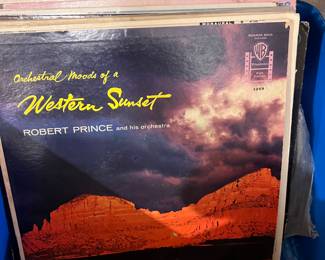 Orchestral Moods of a
Western Sunset
ROBERT PRINCE and his orchestra
WB